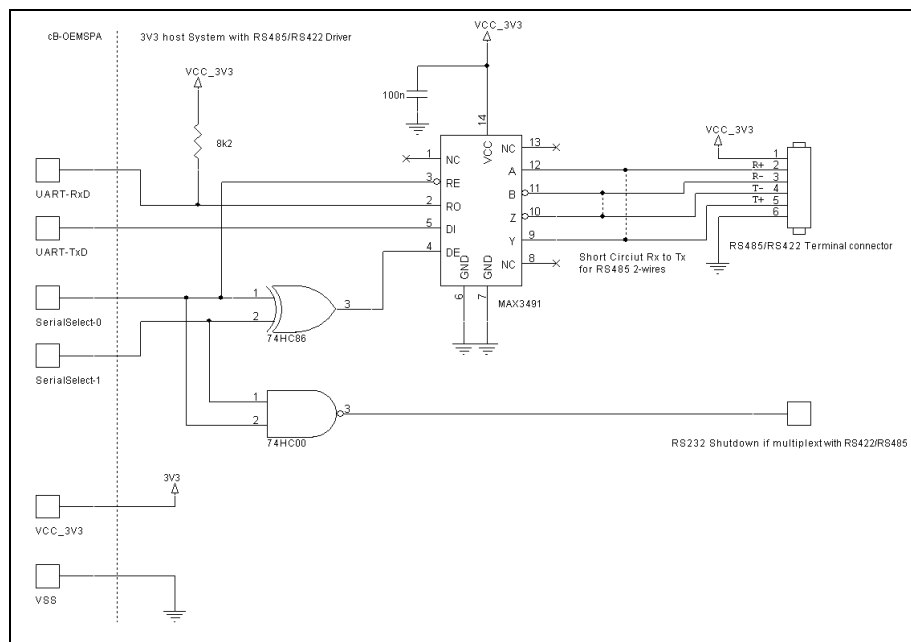 cB-OEMSPA
3V3 host System with RS485/RS422 Driver
VCC_3V3
VCC_3V3
100n
8k2
14
VCC
1
NC
NC
13
3
RE
A
12
VCC_3V3
1
R+
2
UART-RxD
2
RO
B
11
R-
3
T-
4
5
DI
Z
10
T+
5
UART-TxD
4
DE
Y
9
6
RS485/RS422 Terminal connector
GND
GND
NC
8
Short Circiut Rx to Tx
for RS485 2-wires
6
7
MAX3491
SerialSelect-0
1
2
3
74HC86
SerialSelect-1
1
2
3
74HC00
RS232 Shutdown if multiplext with RS422/RS485
3V3
VCC_3V3
VSS